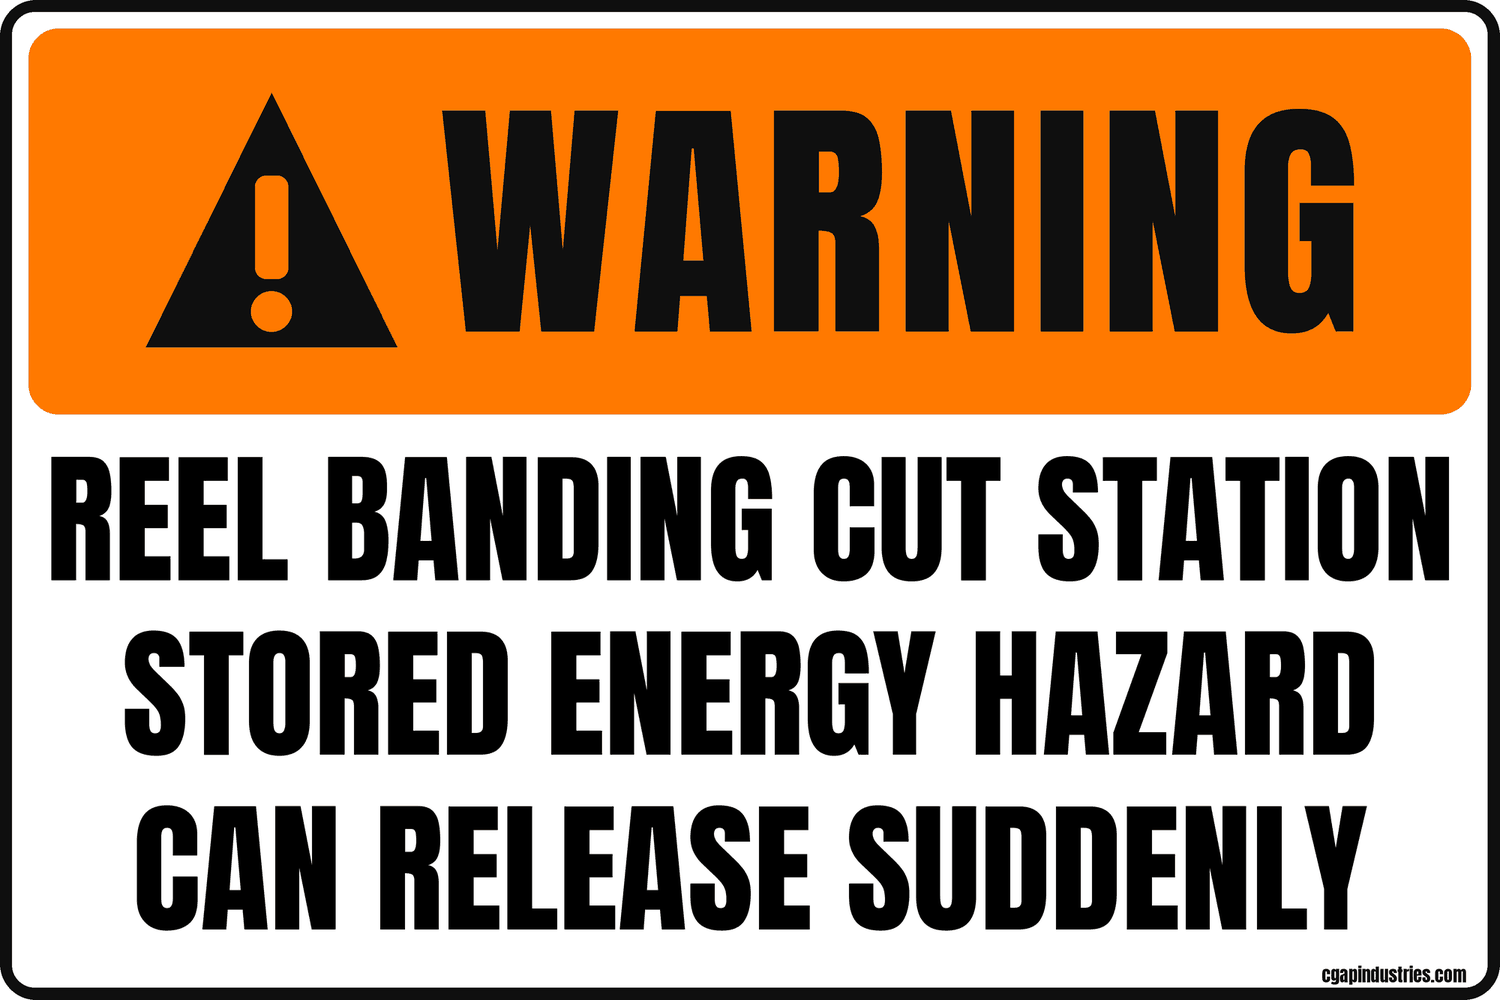 WARNING
REEL BANDING CUT STATION
STORED ENERGY HAZARD
CAN RELEASE SUDDENLY
cgapindustries.com